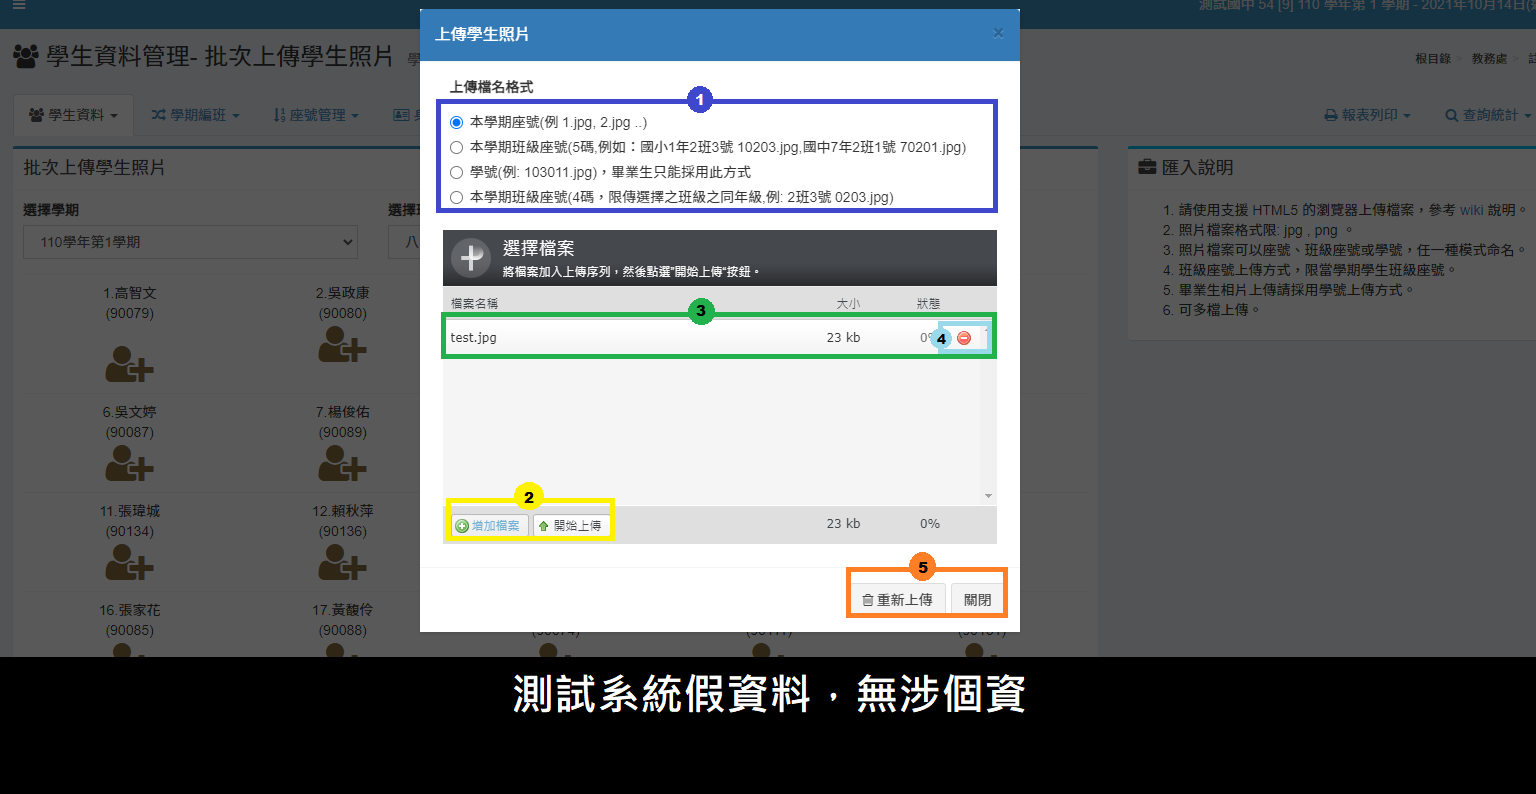 測試國中 54 [9] 110 學年第 1 學期 - 2021年10月14日
上傳學生照片 ×
學生資料管理- 批次上傳學生照片 學
根目錄 > 教務處 >
學生資料 學期編班 座號管理
報表列印 查詢統計
批次上傳學生照片
選擇學期
選擇
110學年第1學期
八
1.高智文
(90079)
2.吳政康
(90080)
6.吳文婷
(90087)
7.楊俊佑
(90089)
11.張瑋城
(90134)
12.賴秋萍
(90136)
16.張家花
(90085)
17.黃馥伶
(90088)
上傳檔名格式
1
本學期座號(例 1.jpg, 2.jpg ..)
本學期班級座號(5碼,例如：國小1年2班3號 10203.jpg,國中7年2班1號 70201.jpg)
學號(例: 103011.jpg)，畢業生只能採用此方式
本學期班級座號(4碼，限傳選擇之班級之同年級,例: 2班3號 0203.jpg)
選擇檔案
將檔案加入上傳序列，然後點選"開始上傳"按鈕。
檔案名稱 大小 狀態
3
test.jpg 23 kb 0%
4
2
增加檔案 開始上傳 23 kb 0%
5
重新上傳 關閉
匯入說明
1. 請使用支援 HTML5 的瀏覽器上傳檔案，參考 wiki 說明。
2. 照片檔案格式限: jpg , png 。
3. 照片檔案可以座號、班級座號或學號，任一種模式命名。
4. 班級座號上傳方式，限當學期學生班級座號。
5. 畢業生相片上傳請採用學號上傳方式。
6. 可多檔上傳。
測試系統假資料，無涉個資